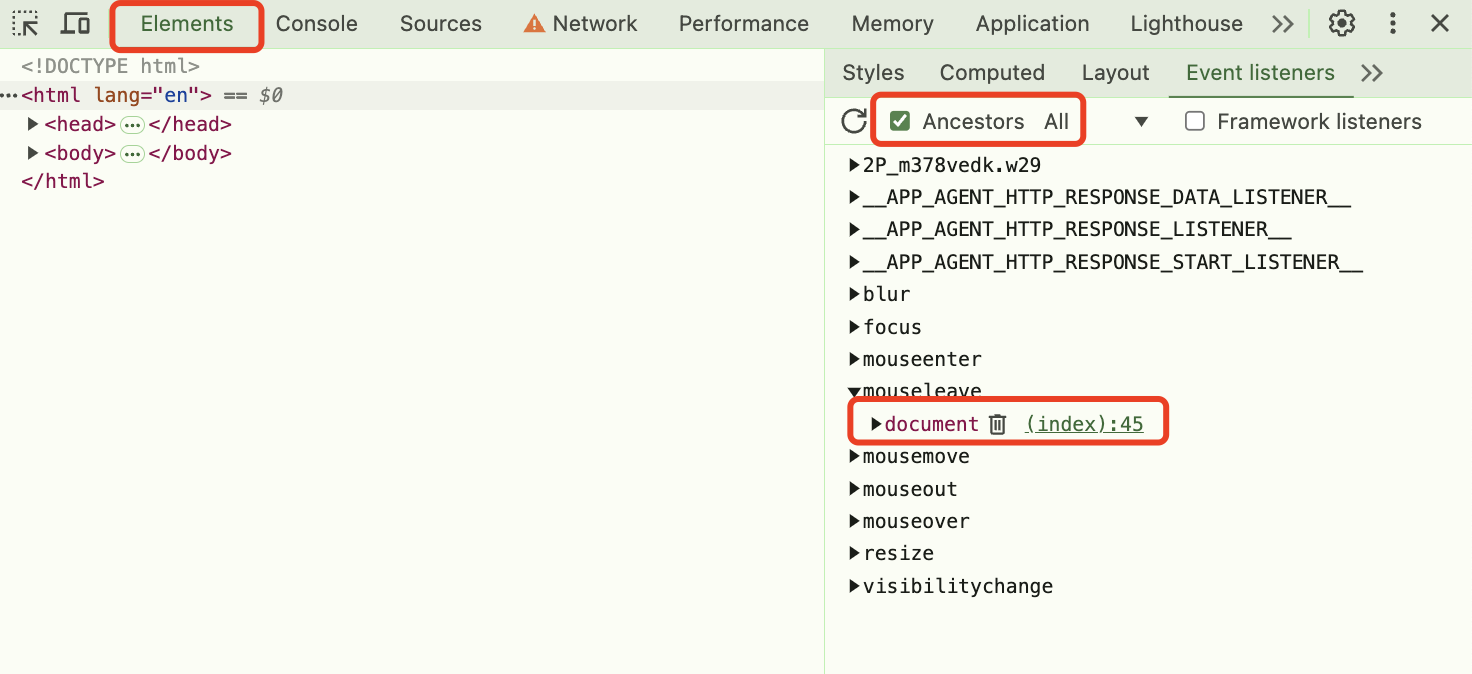 Elements Console Sources Network Performance Memory Application Lighthouse
<!DOCTYPE html>
<html lang="en"> == $0
<head> </head>
<body> </body>
</html>
Styles Computed Layout Event listeners
Ancestors All Framework listeners
2P_m378vedk.w29
__APP_AGENT_HTTP_RESPONSE_DATA_LISTENER__
__APP_AGENT_HTTP_RESPONSE_LISTENER__
__APP_AGENT_HTTP_RESPONSE_START_LISTENER__
blur
focus
mouseenter
mouseleave
document (index):45
mousemove
mouseout
mouseover
resize
visibilitychange